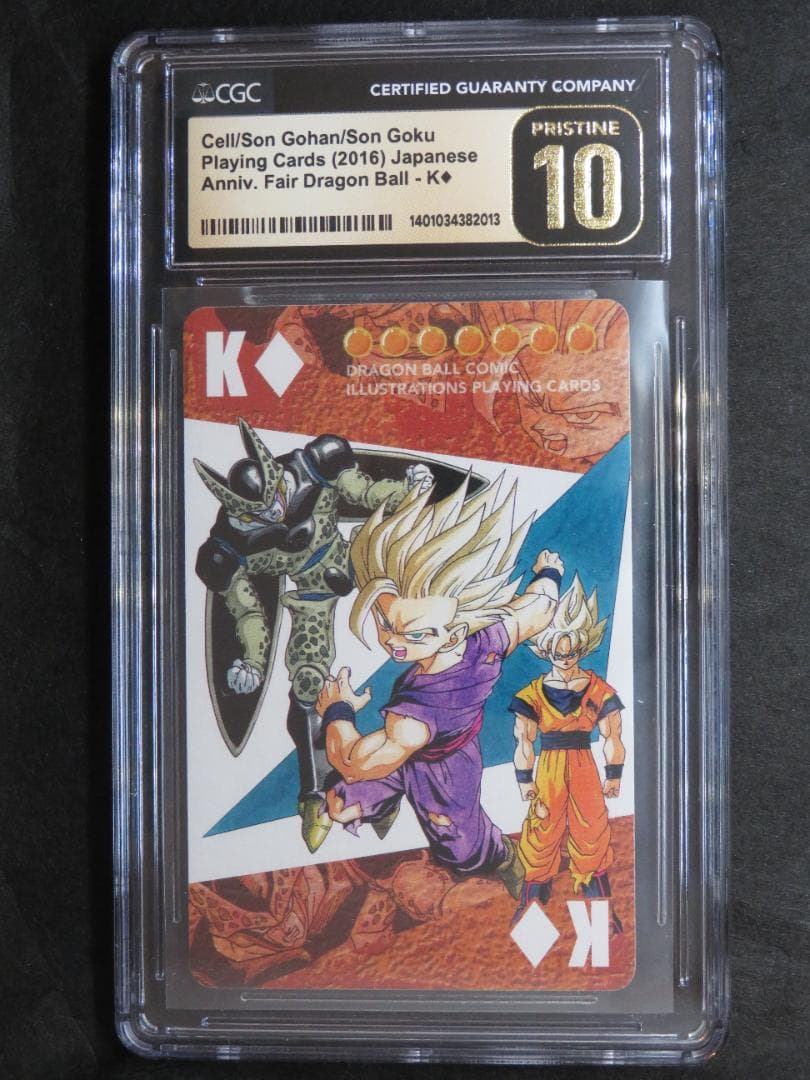 CGC
CERTIFIED GUARANTY COMPANY
Cell/Son Gohan/Son Goku
Playing Cards (2016) Japanese
Anniv. Fair Dragon Ball - K♦
1401034382013
PRISTINE
10
K♦
DRAGON BALL COMIC
ILLUSTRATIONS PLAYING CARDS
K♦